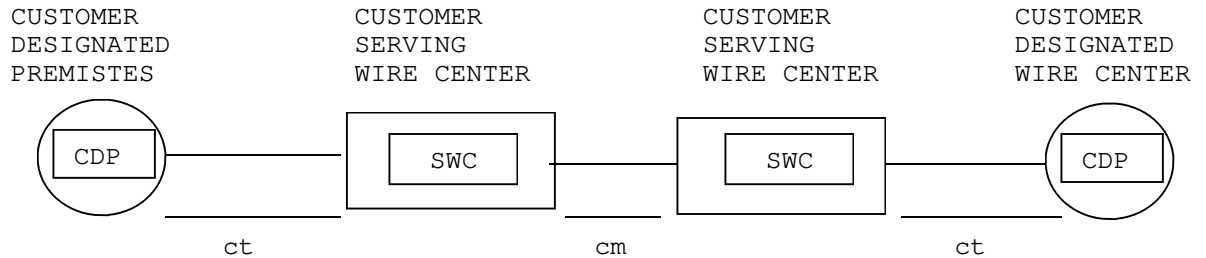 CUSTOMER DESIGNATED PREMISTES
CUSTOMER SERVING WIRE CENTER
CUSTOMER SERVING WIRE CENTER
CUSTOMER DESIGNATED WIRE CENTER
CDP
SWC
SWC
CDP
ct
cm
ct